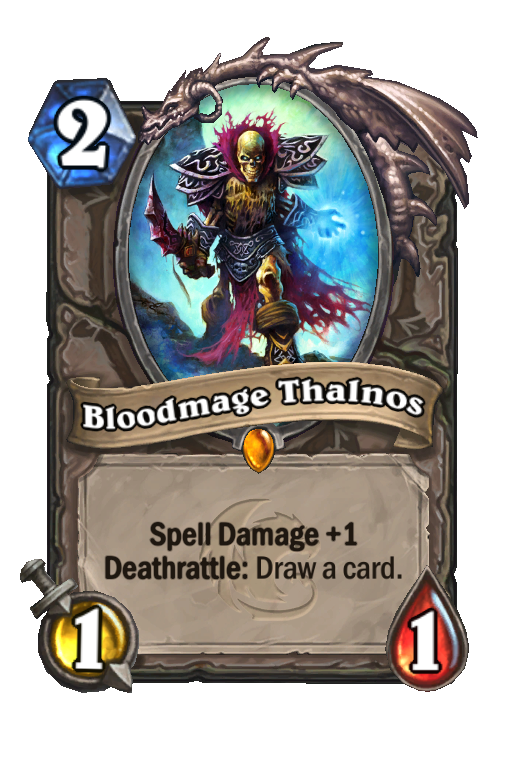 2
Bloodmage Thalnos
Spell Damage +1
Deathrattle: Draw a card.
1
1